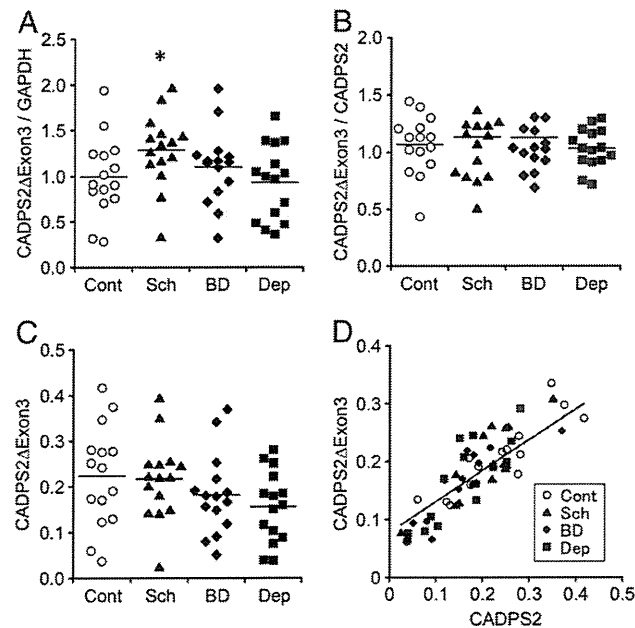 A
CADPS2ΔExon3 / GAPDH
2.5
2.0
1.5
1.0
0.5
0.0
*
Cont Sch BD Dep
B
CADPS2ΔExon3 / CADPS2
2.0
1.5
1.0
0.5
0.0
Cont Sch BD Dep
C
CADPS2ΔExon3
0.5
0.4
0.3
0.2
0.1
0
Cont Sch BD Dep
D
CADPS2ΔExon3
0.5
0.4
0.3
0.2
0.1
0
Cont
Sch
BD
Dep
0 0.1 0.2 0.3 0.4 0.5
CADPS2